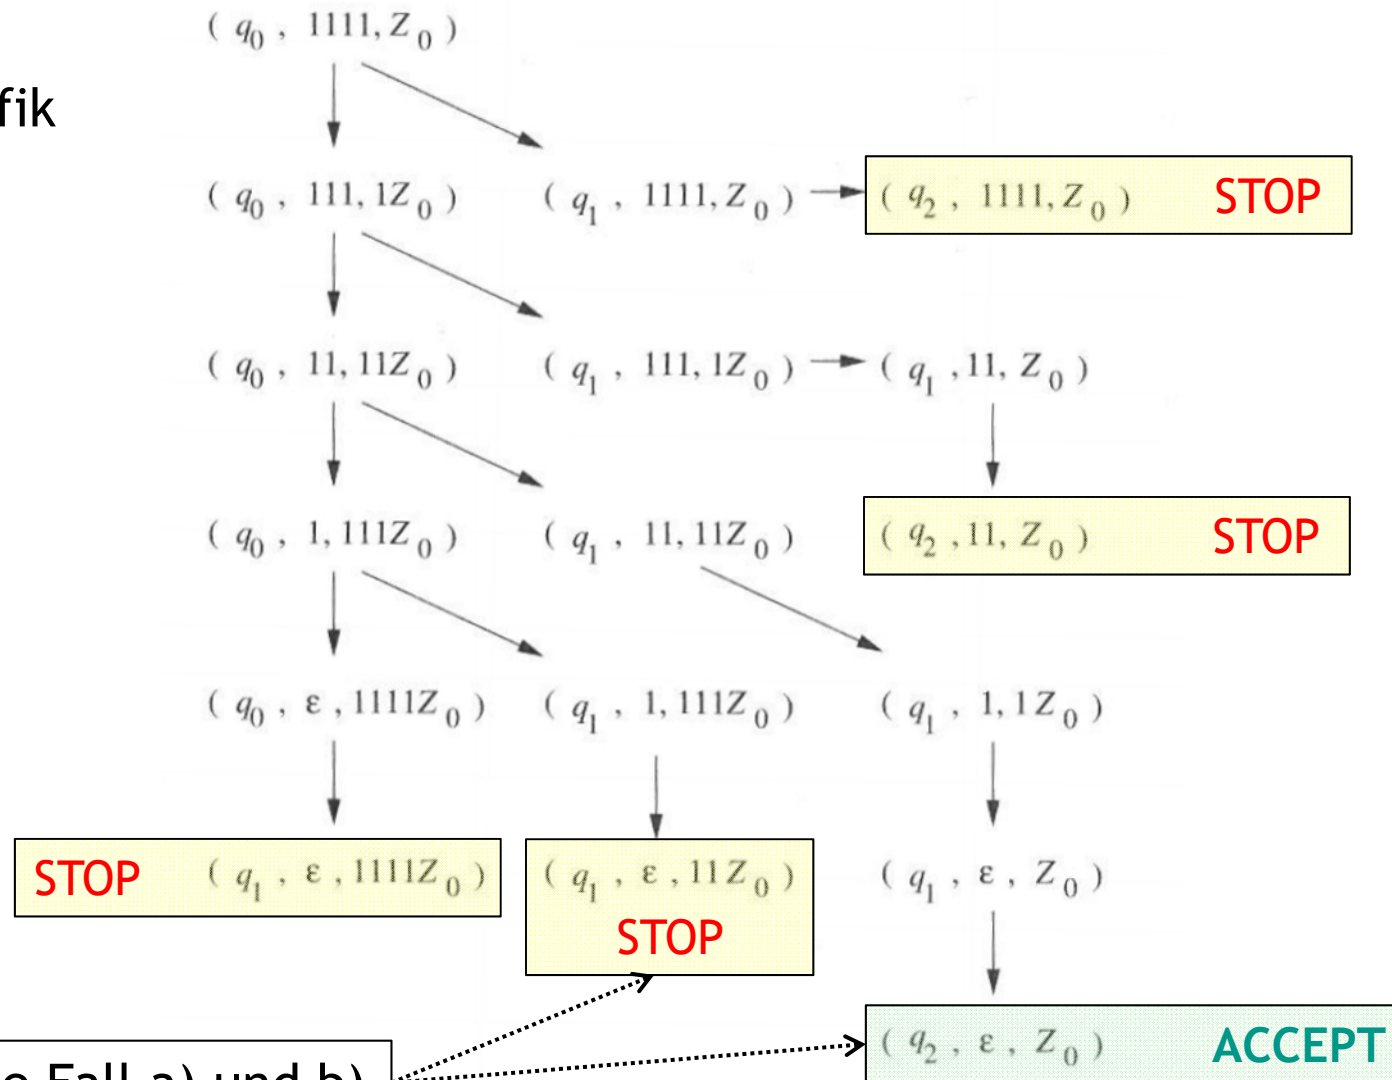 ( q0 , 1111, Z0 )
fik
( q0 , 111, 1Z0 ) ( q1 , 1111, Z0 ) ( q2 , 1111, Z0 ) STOP
( q0 , 11, 11Z0 ) ( q1 , 111, 1Z0 ) ( q1 , 11, Z0 )
( q0 , 1, 111Z0 ) ( q1 , 11, 11Z0 ) ( q2 , 11, Z0 ) STOP
( q0 , ε , 1111Z0 ) ( q1 , 1, 111Z0 ) ( q1 , 1, 1Z0 )
STOP ( q1 , ε , 1111Z0 ) ( q1 , ε , 11Z0 ) ( q1 , ε , Z0 )
STOP
( q2 , ε , Z0 ) ACCEPT
o Fall a) und b)